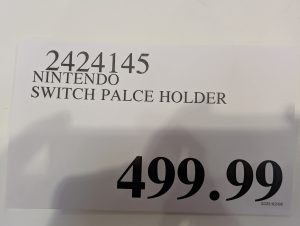 2424145
NINTENDO
SWITCH PALCE HOLDER
499.99